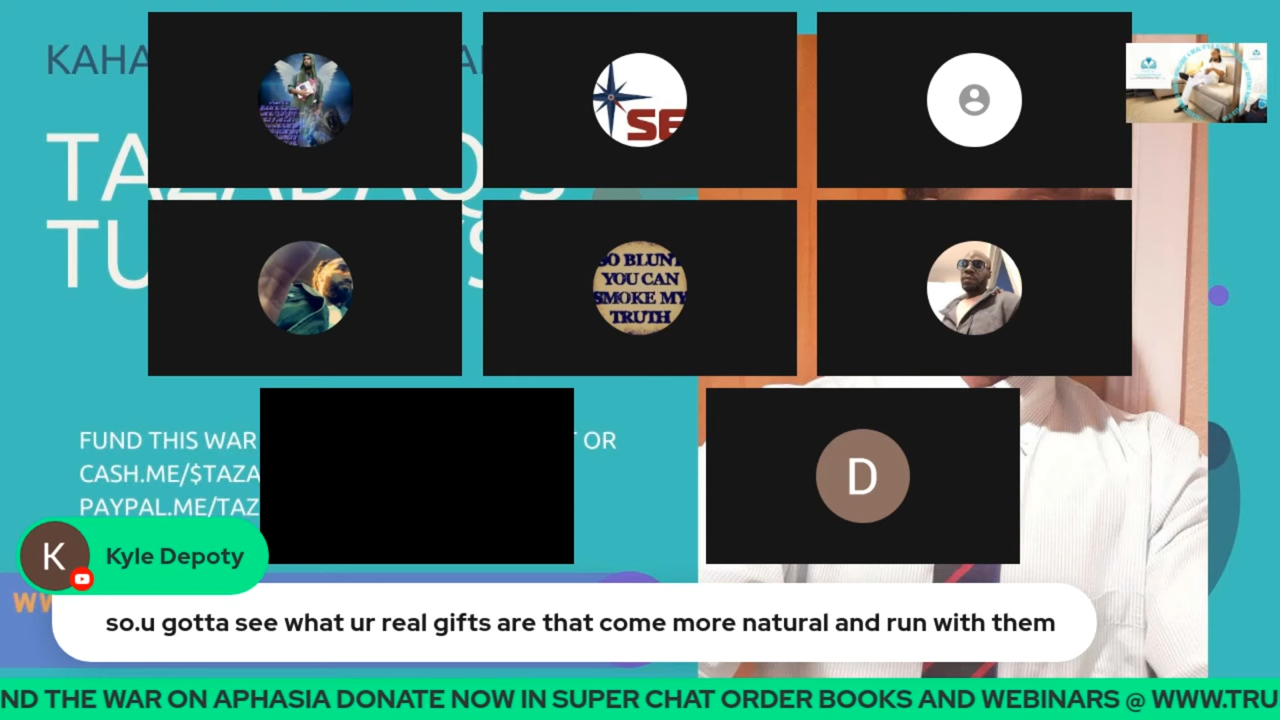 KAHA
TA
TU
SE
SO BLUNT
YOU CAN
SMOKE MY
TRUTH
FUND THIS WAR
T OR
CASH.ME/$TAZA
PAYPAL.ME/TAZ
D
K
Kyle Depoty
WW
so.u gotta see what ur real gifts are that come more natural and run with them
ND THE WAR ON APHASIA DONATE NOW IN SUPER CHAT ORDER BOOKS AND WEBINARS @ WWW.TRU